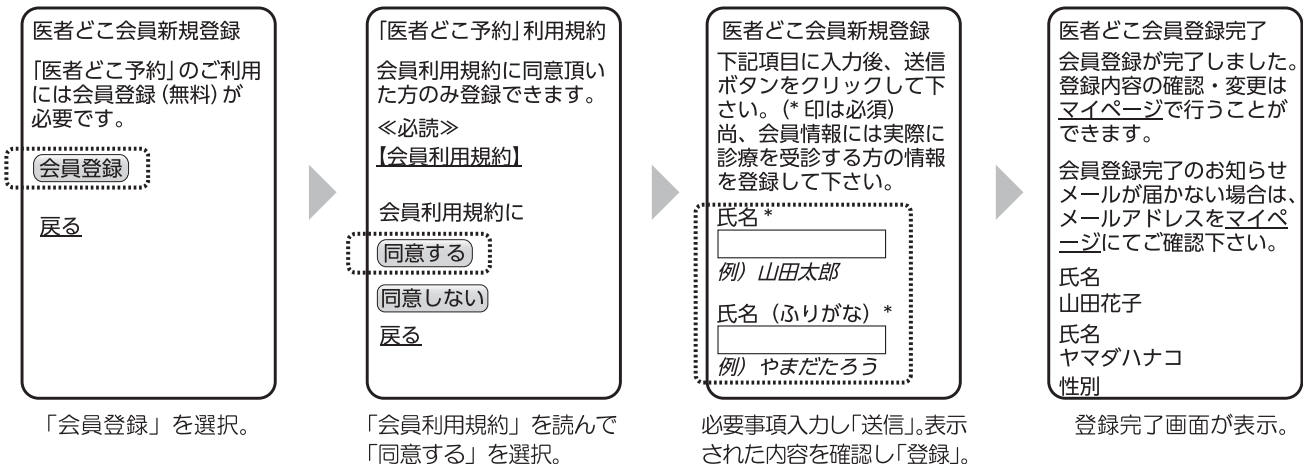 医者どこ会員新規登録
「医者どこ予約」のご利用
には会員登録(無料)が
必要です。
会員登録
戻る
「会員登録」を選択。
「医者どこ予約」利用規約
会員利用規約に同意頂い
た方のみ登録できます。
≪必読≫
【会員利用規約】
会員利用規約に
同意する
同意しない
戻る
「会員利用規約」を読んで
「同意する」を選択。
医者どこ会員新規登録
下記項目に入力後、送信
ボタンをクリックして下
さい。(*印は必須)
尚、会員情報には実際に
診療を受診する方の情報
を登録して下さい。
氏名*
例)山田太郎
氏名(ふりがな)*
例)やまだたろう
必要事項入力し「送信」。表示
された内容を確認し「登録」。
医者どこ会員登録完了
会員登録が完了しました。
登録内容の確認・変更は
マイページで行うことが
できます。
会員登録完了のお知らせ
メールが届かない場合は、
メールアドレスをマイペ
ージにてご確認下さい。
氏名
山田花子
氏名
ヤマダハナコ
性別
登録完了画面が表示。